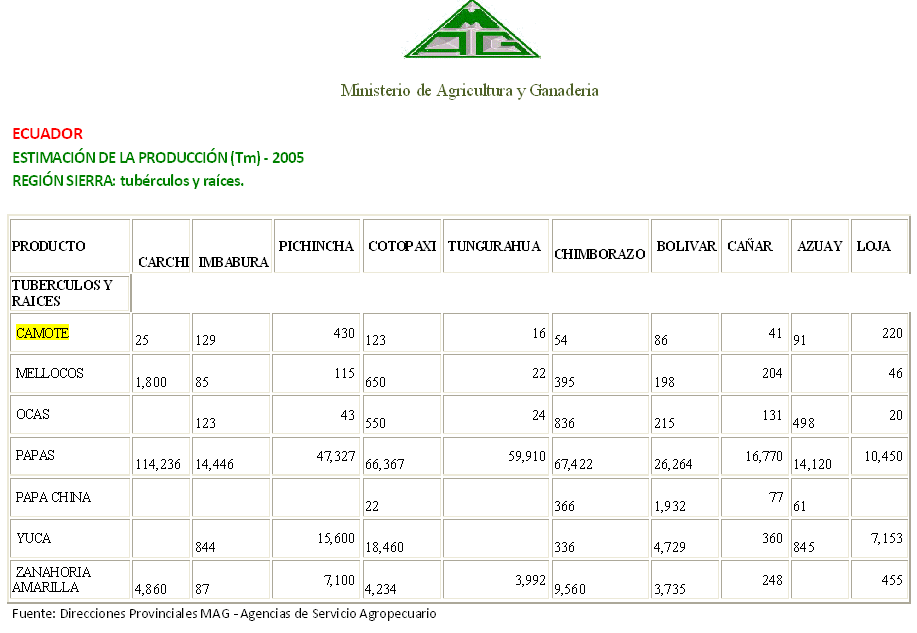 MAG
Ministerio de Agricultura y Ganaderia
ECUADOR
ESTIMACIÓN DE LA PRODUCCIÓN (Tm) - 2005
REGIÓN SIERRA: tubérculos y raíces.
PRODUCTO CARCHI IMBABURA PICHINCHA COTOPAXI TUNGURAHUA CHIMBORAZO BOLIVAR CAÑAR AZUAY LOJA
TUBERCULOS Y
RAICES
CAMOTE 25 129 430 123 16 54 86 41 91 220
MELLOCOS 1,800 85 115 650 22 395 198 204 46
OCAS 123 43 550 24 836 215 131 498 20
PAPAS 114,236 14,446 47,327 66,367 59,910 67,422 26,264 16,770 14,120 10,450
PAPA CHINA 22 366 1,932 77 61
YUCA 844 15,600 18,460 336 4,729 360 845 7,153
ZANAHORIA
AMARILLA 4,860 87 7,100 4,234 3,992 9,560 3,735 248 455
Fuente: Direcciones Provinciales MAG - Agencias de Servicio Agropecuario